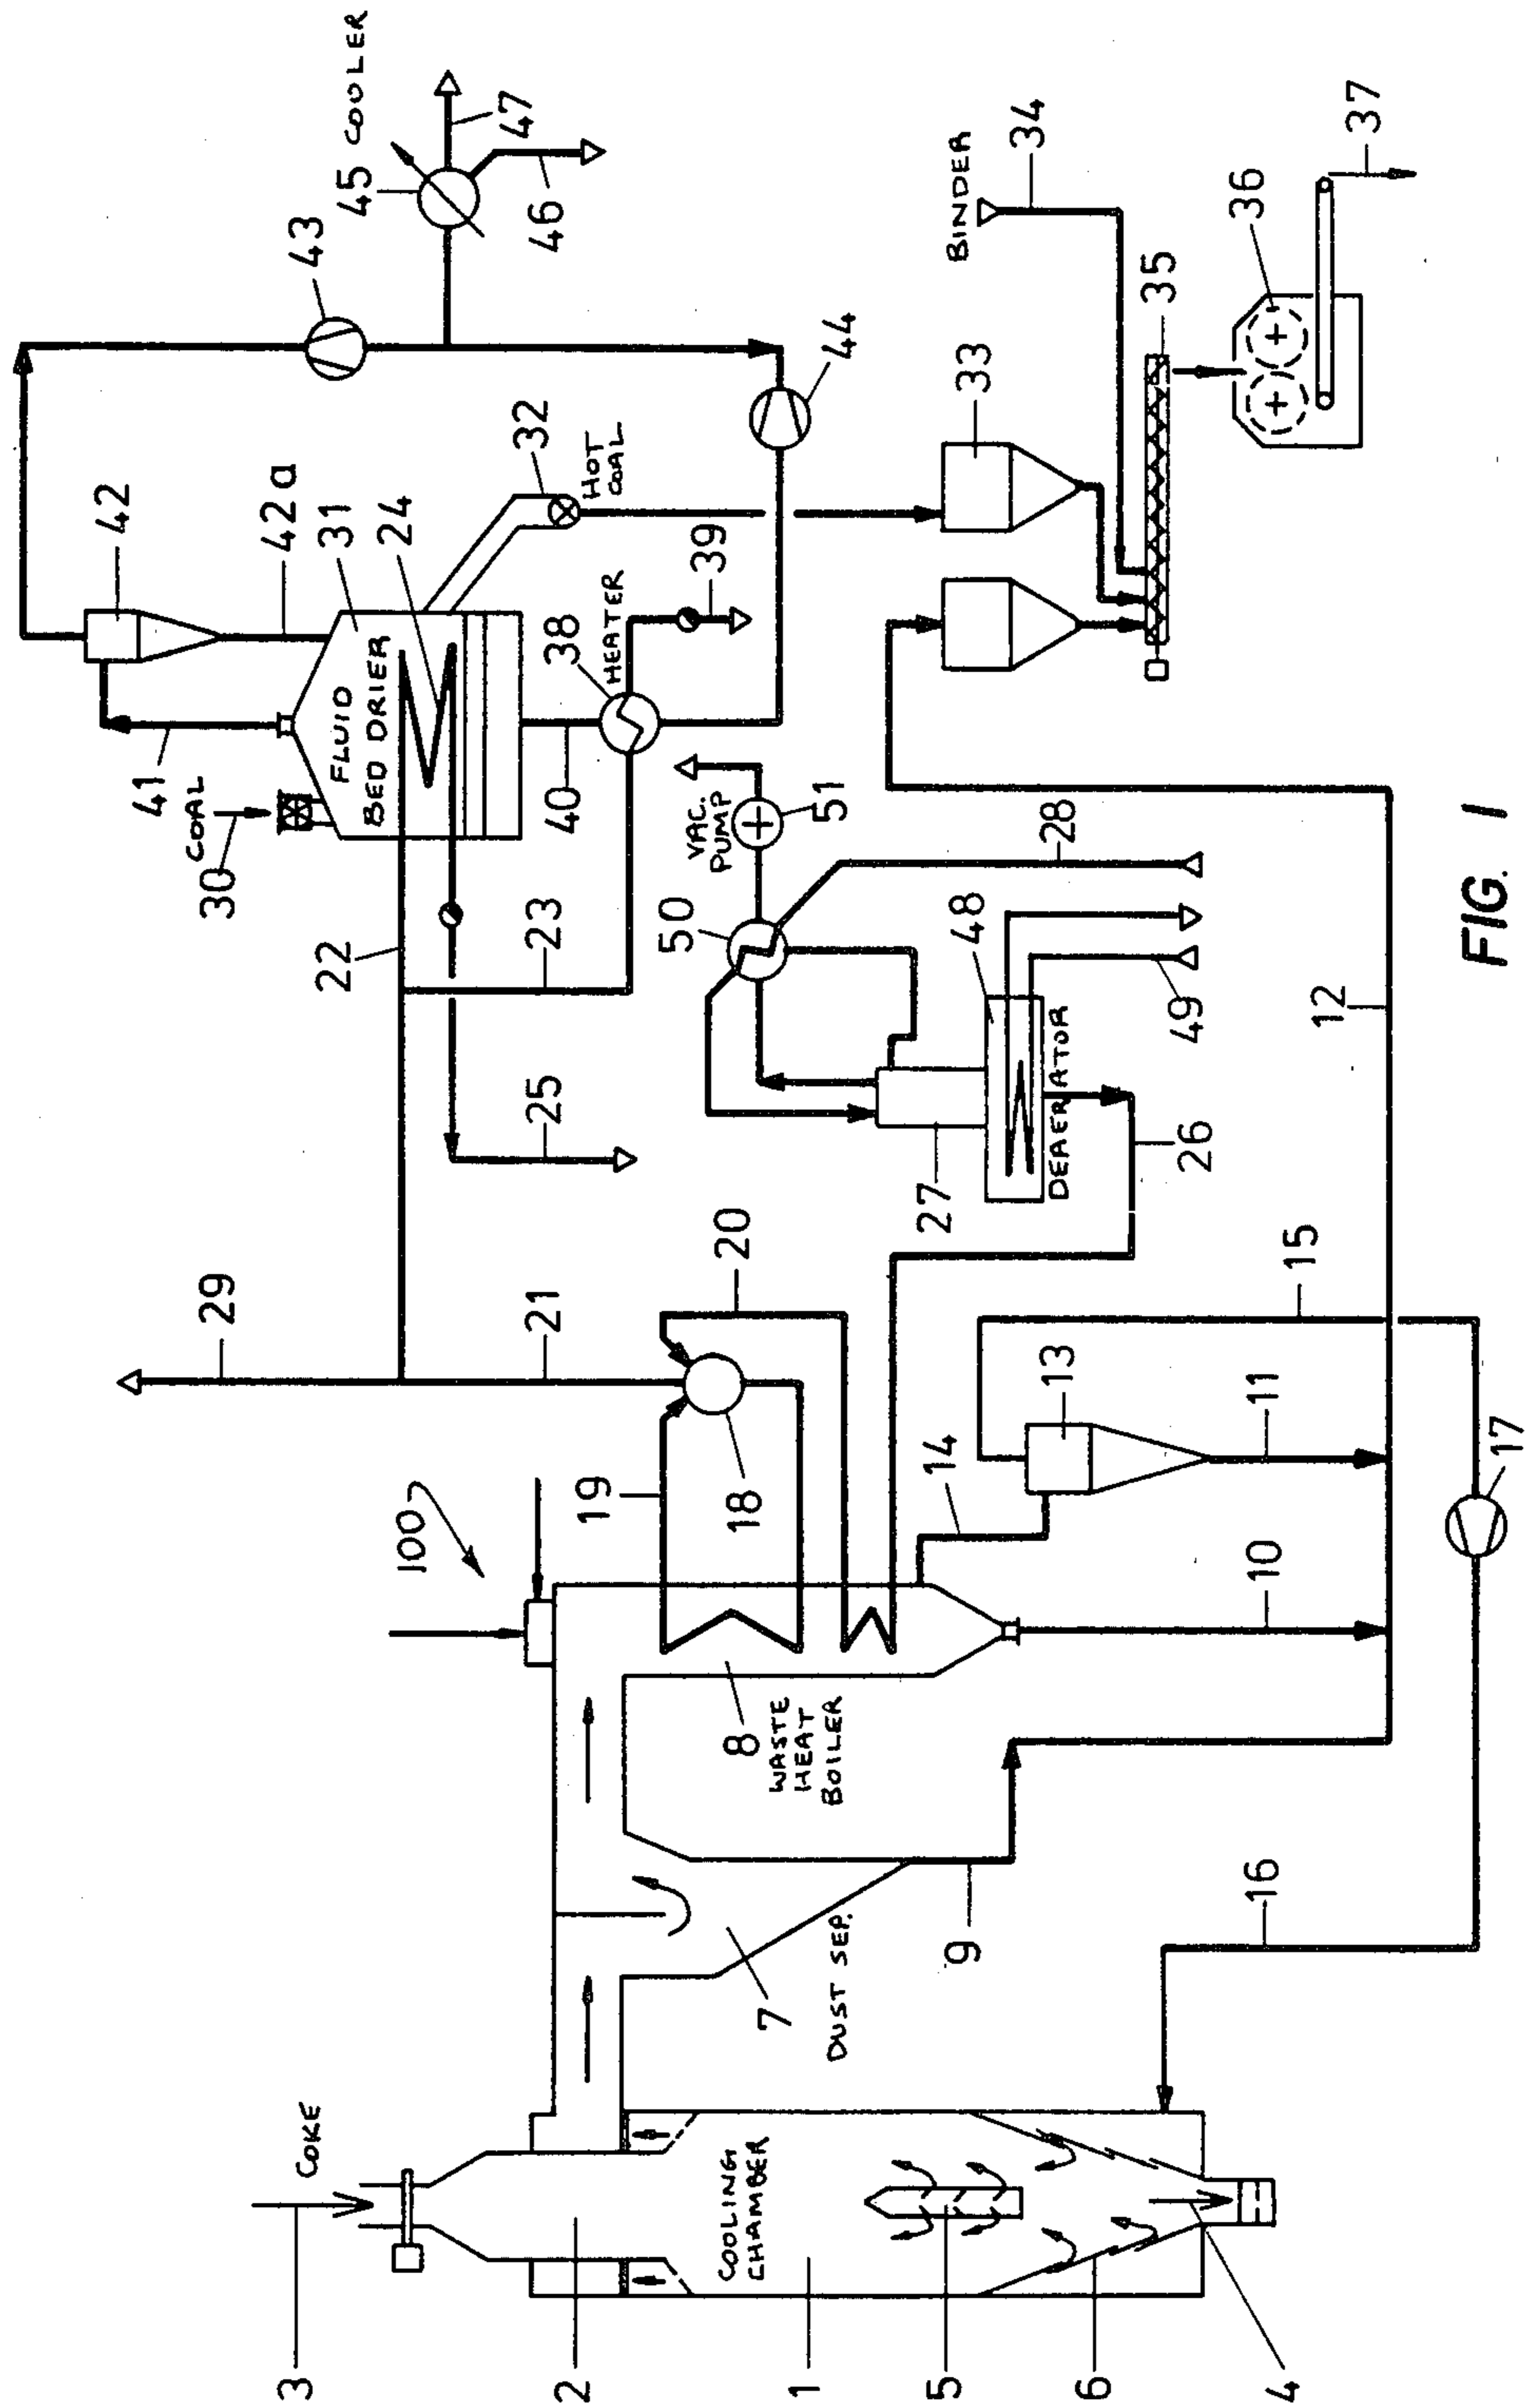 41
42
COAL
29
30
3
COKE
42a
43
22
FLUID
BED DRIER
31
45
COOLER
24
100
47
21
25
23
32
46
40
38
HEATER
2
19
HOT
COAL
50
VAC.
PUMP
39
20
COOLING
CHAMBER
18
8
WASTE
HEAT
BOILER
7
DUST SEP.
1
51
44
27
5
14
9
48
33
BINDER
34
13
DEAERATOR
28
6
35
49
26
36
16
11
10
4
15
12
37
17
FIG. 1